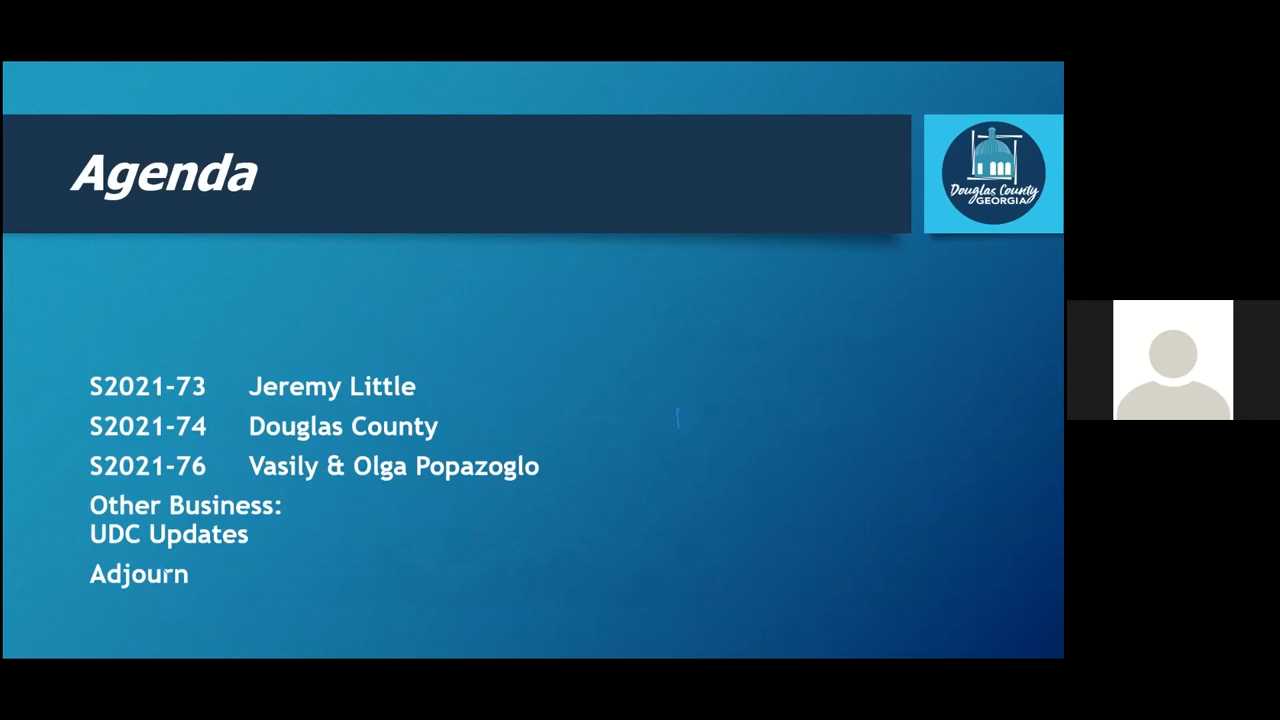 Agenda
Douglas County
GEORGIA
S2021-73 Jeremy Little
S2021-74 Douglas County
S2021-76 Vasily & Olga Popazoglo
Other Business:
UDC Updates
Adjourn